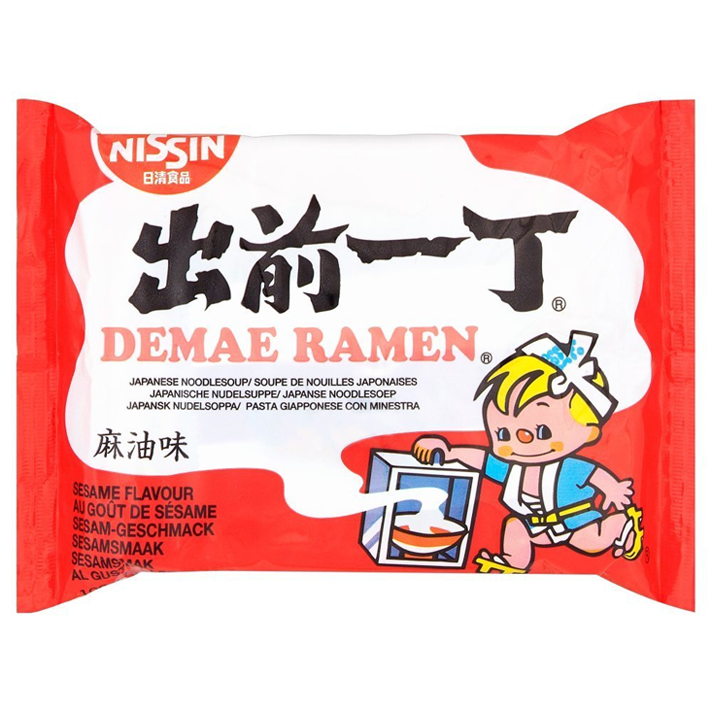 NISSIN
日清食品
出前一丁®
DEMAE RAMEN®
JAPANESE NOODLESOUP/ SOUPE DE NOUILLES JAPONAISES
JAPANISCHE NUDELSUPPE/ JAPANSE NOODLESOEP
JAPANSK NUDELSOPPA/ PASTA GIAPPONESE CON MINESTRA
麻油味
SESAME FLAVOUR
AU GOÛT DE SÉSAME
SESAM-GESCHMACK
SESAMSMAAK
SESAMSMAK
AL